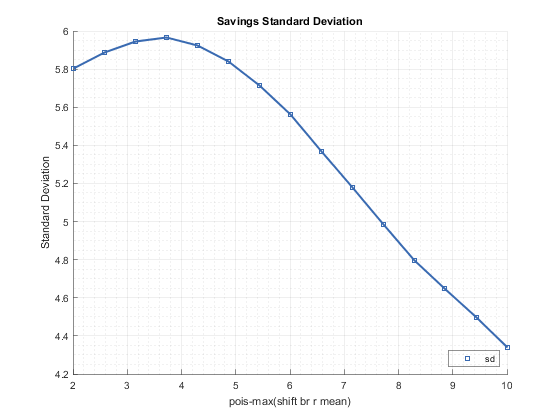 Savings Standard Deviation
6
5.8
5.6
5.4
5.2
5
4.8
4.6
4.4
4.2
Standard Deviation
sd
2 3 4 5 6 7 8 9 10
pois-max(shift br r mean)